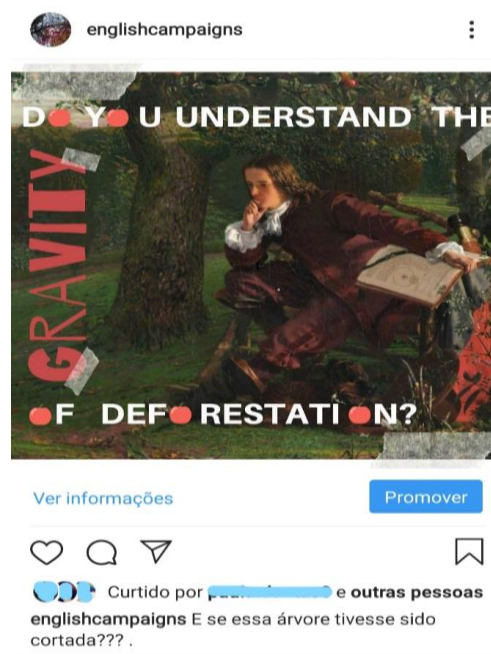 englishcampaigns
DO YOU UNDERSTAND THE
GRAVITY
OF DEFORESTATION?
Ver informações
Promover
Curtido por e outras pessoas
englishcampaigns E se essa árvore tivesse sido
cortada??? .